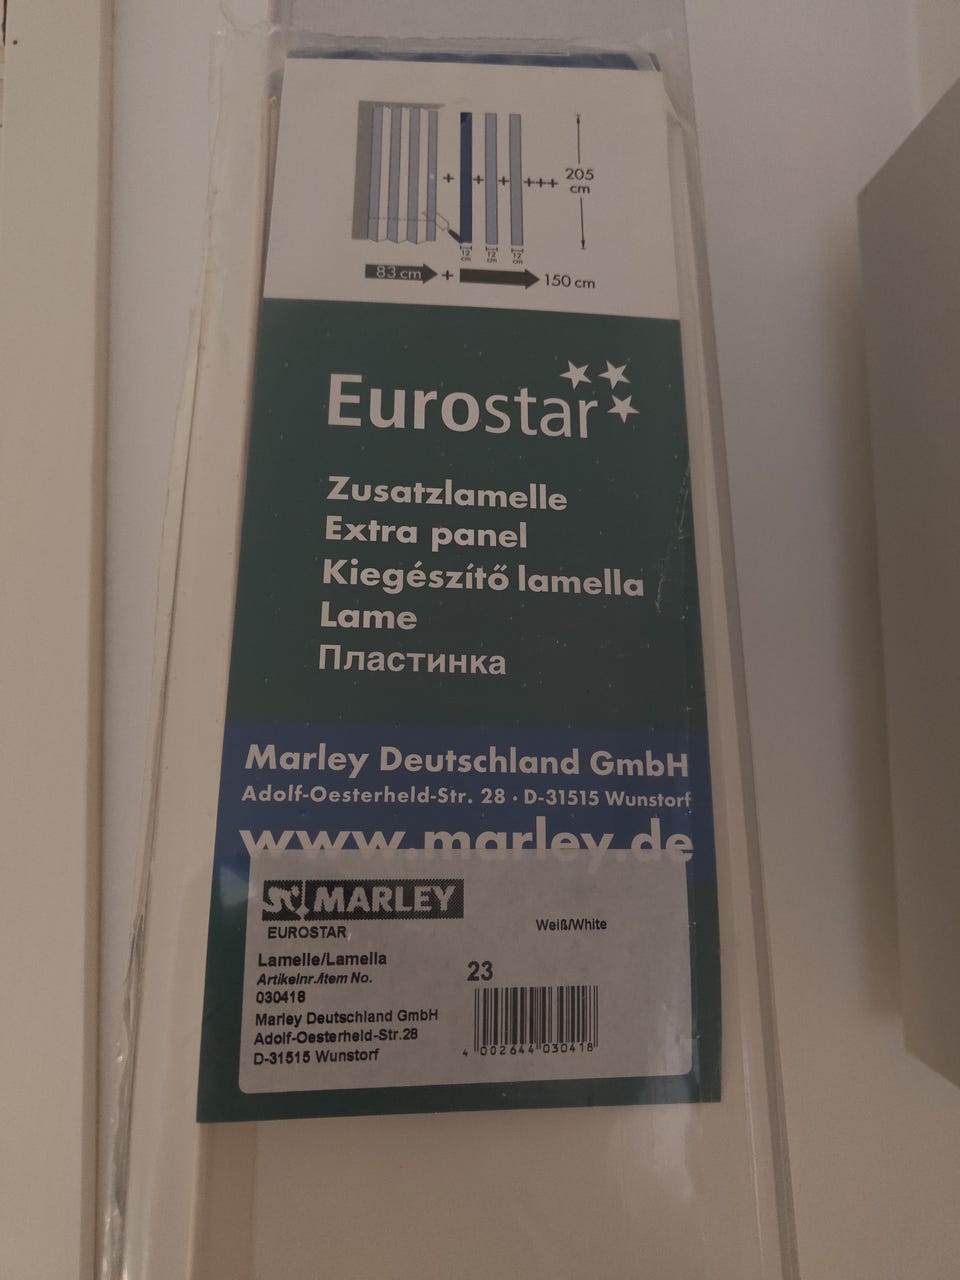 205
cm
12
cm
12
cm
12
cm
83 cm
150 cm
Eurostar
Zusatzlamelle
Extra panel
Kiegészítő lamella
Lame
Пластинка
Marley Deutschland GmbH
Adolf-Oesterheld-Str. 28 · D-31515 Wunstorf
www.marley.de
MARLEY
EUROSTAR
Weiß/White
Lamelle/Lamella
Artikelnr./Item No.
030418
23
Marley Deutschland GmbH
Adolf-Oesterheld-Str.28
D-31515 Wunstorf
4 002644 030418